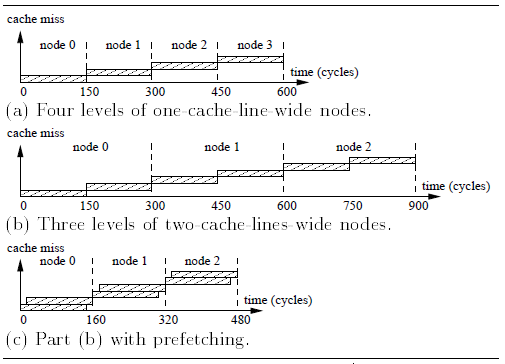 cache miss
node 0 node 1 node 2 node 3
time (cycles)
0 150 300 450 600
(a) Four levels of one-cache-line-wide nodes.
cache miss
node 0 node 1 node 2
time (cycles)
0 150 300 450 600 750 900
(b) Three levels of two-cache-lines-wide nodes.
cache miss
node 0 node 1 node 2
time (cycles)
0 160 320 480
(c) Part (b) with prefetching.